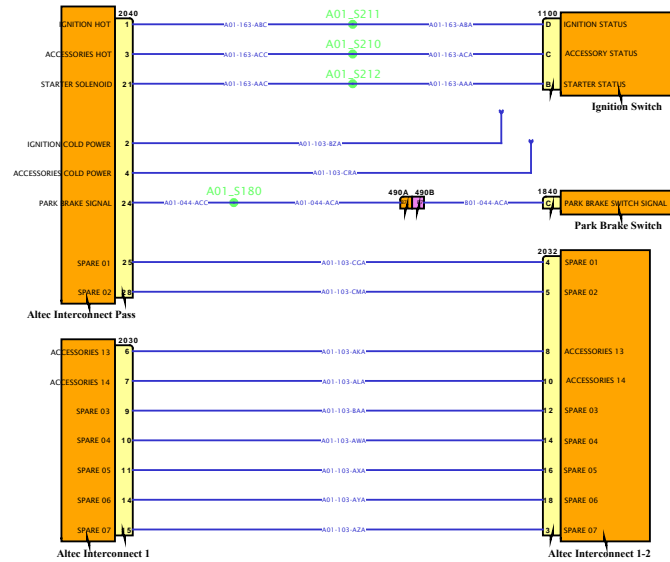 2040 A01_S211 1100
IGNITION HOT 1 A01-163-ABC A01-163-ABA D IGNITION STATUS
A01_S210
ACCESSORIES HOT 3 A01-163-ACC A01-163-ACA C ACCESSORY STATUS
A01_S212
STARTER SOLENOID 21 A01-163-AAC A01-163-AAA B STARTER STATUS
Ignition Switch
IGNITION COLD POWER 2 A01-103-BZA
ACCESSORIES COLD POWER 4 A01-103-CRA
A01_S180 490A 490B 1840
PARK BRAKE SIGNAL 24 A01-044-ACC A01-044-ACA B01-044-ACA C PARK BRAKE SWITCH SIGNAL
Park Brake Switch
2032
SPARE 01 25 A01-103-CGA 4 SPARE 01
SPARE 02 28 A01-103-CMA 5 SPARE 02
Altec Interconnect Pass
2030
ACCESSORIES 13 6 A01-103-AKA 8 ACCESSORIES 13
ACCESSORIES 14 7 A01-103-ALA 10 ACCESSORIES 14
SPARE 03 9 A01-103-BAA 12 SPARE 03
SPARE 04 10 A01-103-AWA 14 SPARE 04
SPARE 05 11 A01-103-AXA 16 SPARE 05
SPARE 06 14 A01-103-AYA 18 SPARE 06
SPARE 07 15 A01-103-AZA 3 SPARE 07
Altec Interconnect 1 Altec Interconnect 1-2